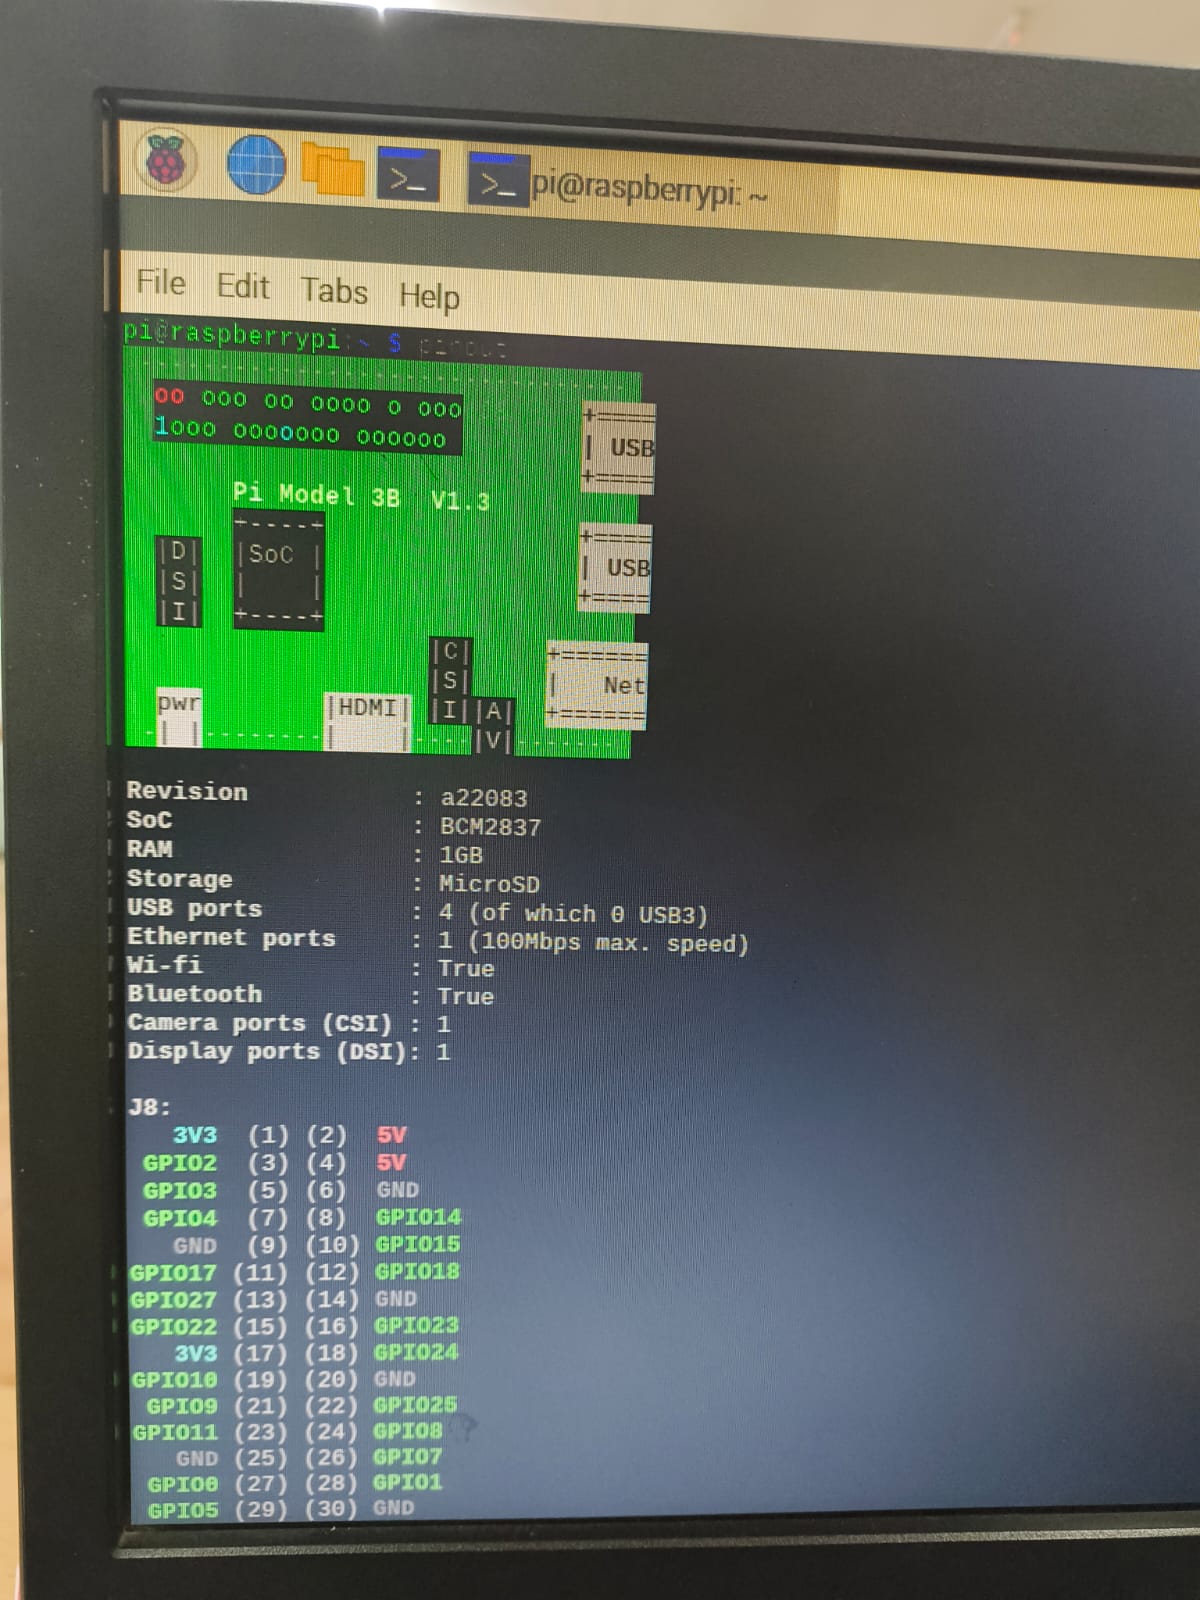 >_ >_ pi@raspberrypi: ~
File Edit Tabs Help
pi@raspberrypi:~ $ pinout
oo ooo oo oooo o ooo
1ooo ooooooo oooooo
+====
| USB
+====
Pi Model 3B V1.3
+----+
|D| |SoC |
|S| | |
|I| +----+
+====
| USB
+====
|C|
|S|
|I||A|
|V|
+======
| Net
+======
pwr
| |
|HDMI|
| |
Revision : a22083
SoC : BCM2837
RAM : 1GB
Storage : MicroSD
USB ports : 4 (of which 0 USB3)
Ethernet ports : 1 (100Mbps max. speed)
Wi-fi : True
Bluetooth : True
Camera ports (CSI) : 1
Display ports (DSI): 1
J8:
3V3 (1) (2) 5V
GPIO2 (3) (4) 5V
GPIO3 (5) (6) GND
GPIO4 (7) (8) GPIO14
GND (9) (10) GPIO15
GPIO17 (11) (12) GPIO18
GPIO27 (13) (14) GND
GPIO22 (15) (16) GPIO23
3V3 (17) (18) GPIO24
GPIO10 (19) (20) GND
GPIO9 (21) (22) GPIO25
GPIO11 (23) (24) GPIO8
GND (25) (26) GPIO7
GPIO0 (27) (28) GPIO1
GPIO5 (29) (30) GND